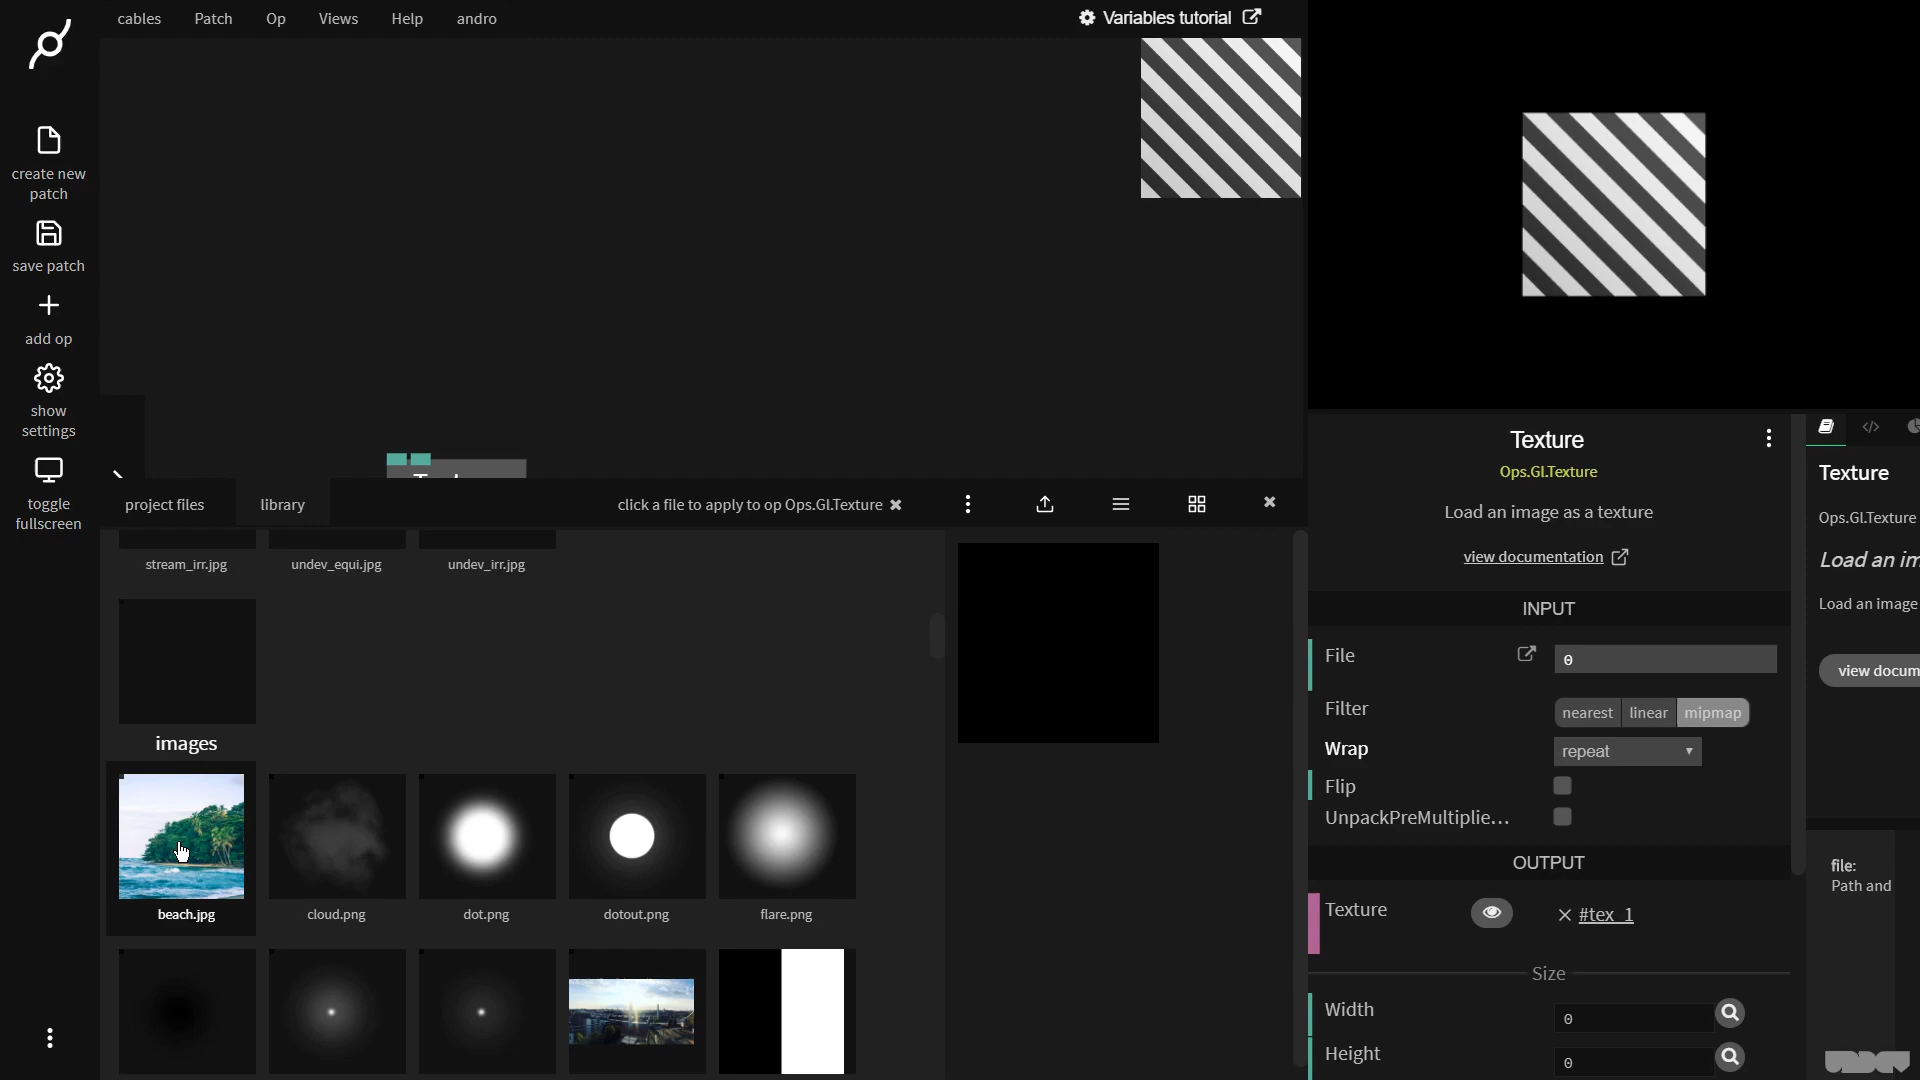 cables Patch Op Views Help andro
Variables tutorial
create new
patch
save patch
add op
show
settings
toggle
fullscreen
project files library
click a file to apply to op Ops.Gl.Texture
stream_irr.jpg undev_equi.jpg undev_irr.jpg
images
beach.jpg cloud.png dot.png dotout.png flare.png
Texture
Ops.Gl.Texture
Load an image as a texture
view documentation
INPUT
File 0
Filter nearest linear mipmap
Wrap repeat
Flip
UnpackPreMultiplie...
OUTPUT
Texture #tex_1
Size
Width 0
Height 0
Texture
Ops.Gl.Texture
Load an im
Load an image
view docum
file:
Path and